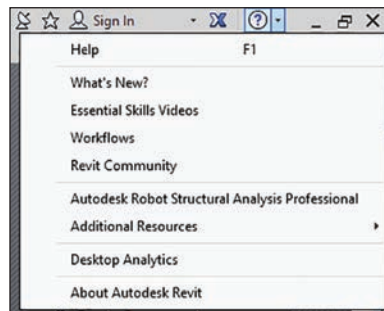 Sign In
Help F1
What's New?
Essential Skills Videos
Workflows
Revit Community
Autodesk Robot Structural Analysis Professional
Additional Resources
Desktop Analytics
About Autodesk Revit